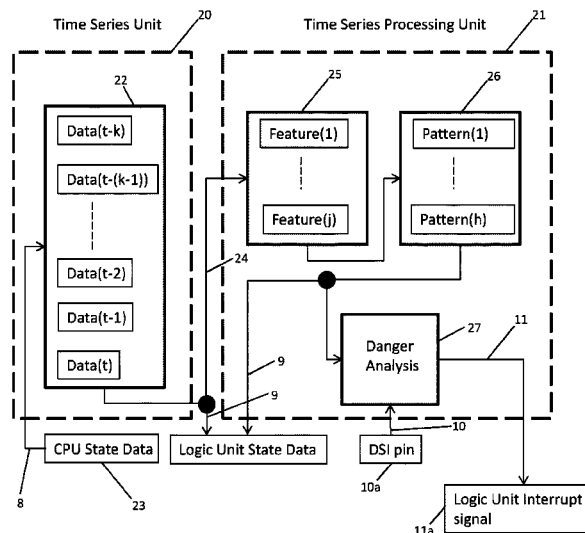 Time Series Unit
20
Time Series Processing Unit
21
22
Data(t-k)
Data(t-(k-1))
Data(t-2)
Data(t-1)
Data(t)
25
Feature(1)
Feature(j)
26
Pattern(1)
Pattern(h)
24
9
9
Danger
Analysis
27
11
10
8
CPU State Data
23
Logic Unit State Data
DSI pin
10a
Logic Unit Interrupt
signal
11a